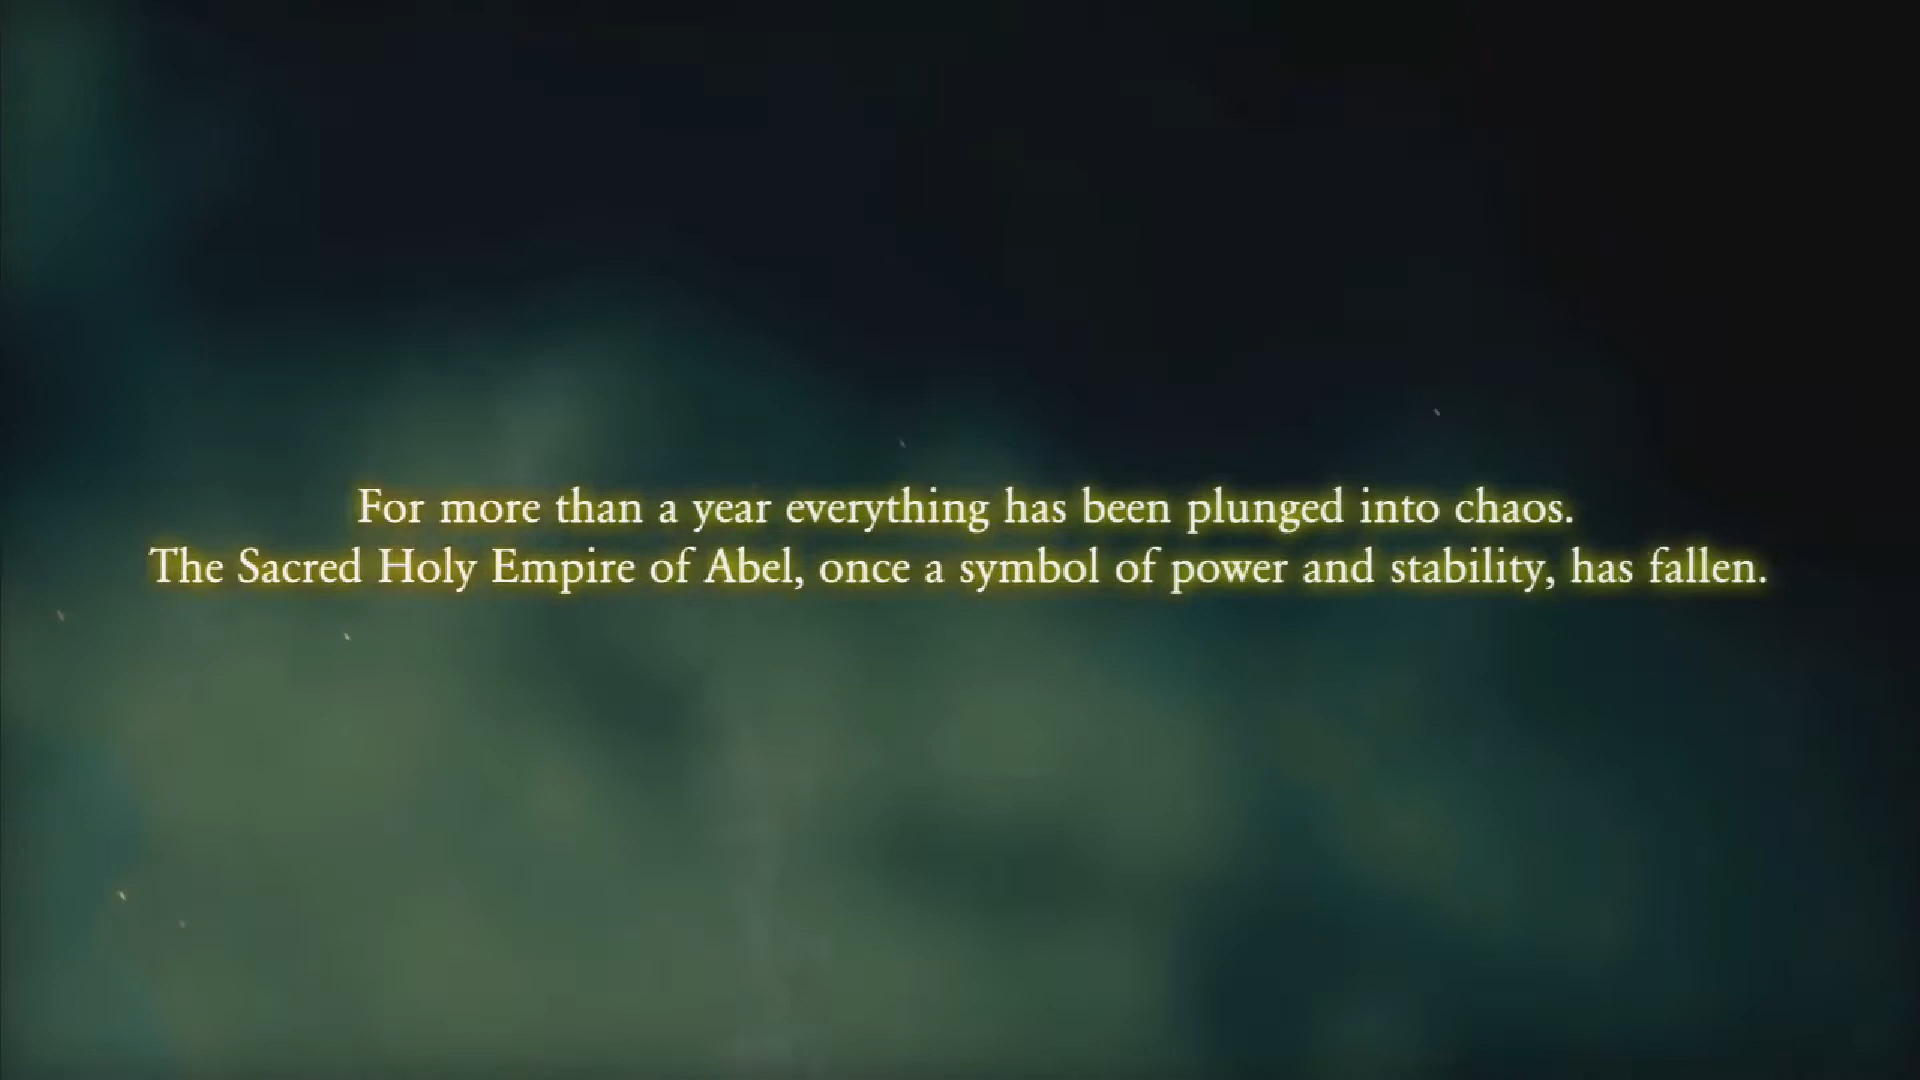 For more than a year everything has been plunged into chaos.
The Sacred Holy Empire of Abel, once a symbol of power and stability, has fallen.